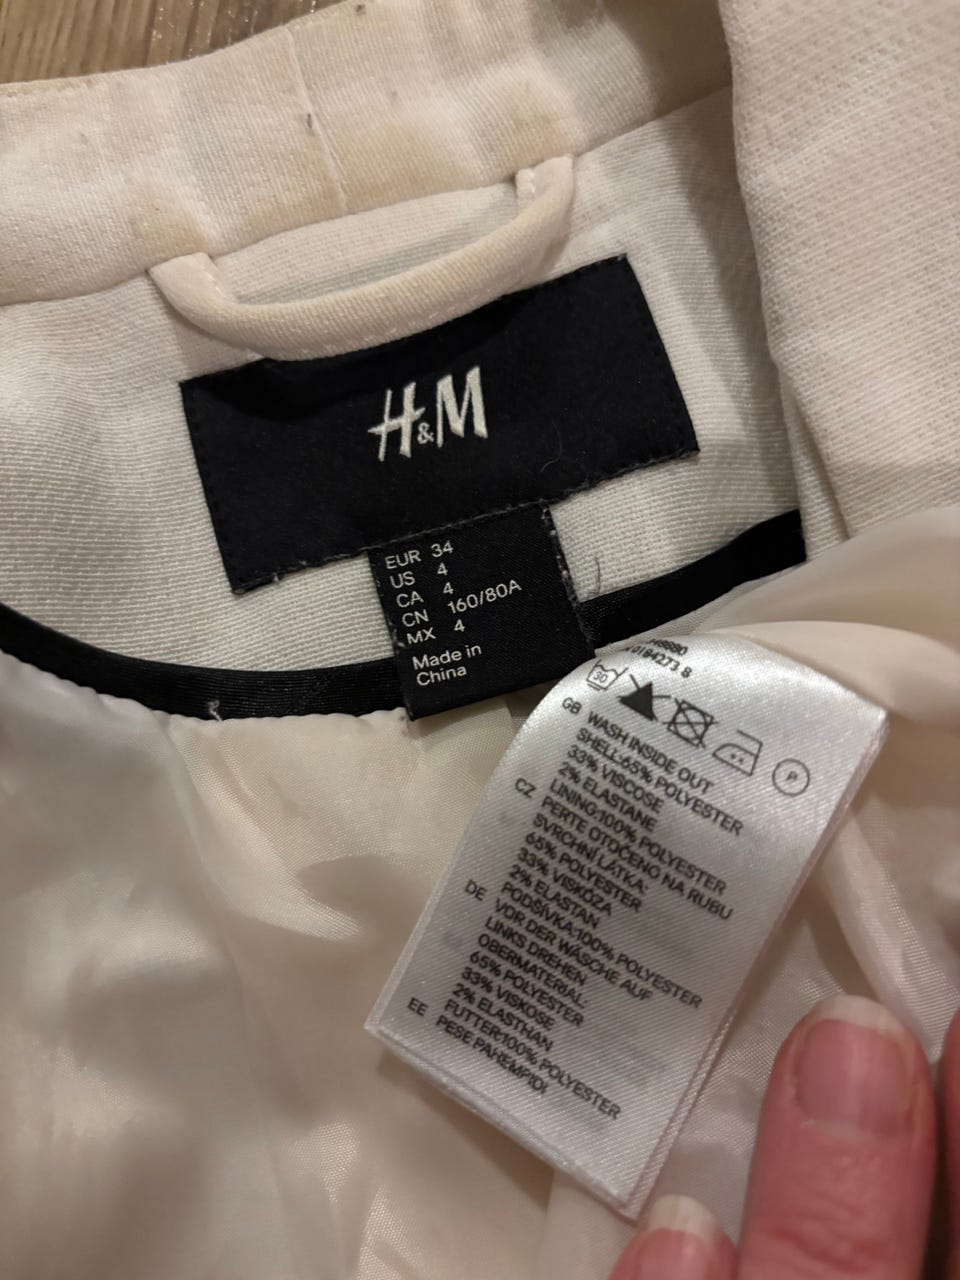 H&M
EUR 34
US 4
CA 4
CN 160/80A
MX 4
Made in
China
0184273 8
30
P
GB WASH INSIDE OUT
SHELL:65% POLYESTER
33% VISCOSE
2% ELASTANE
LINING:100% POLYESTER
CZ PERTE OTOČENO NA RUBU
SVRCHNÍ LÁTKA:
65% POLYESTER
33% VISKÓZA
2% ELASTAN
PODŠÍVKA:100% POLYESTER
DE VOR DER WÄSCHE AUF
LINKS DREHEN
OBERMATERIAL:
65% POLYESTER
33% VISKOSE
2% ELASTHAN
FUTTER:100% POLYESTER
EE PESE PAHEMPIDI